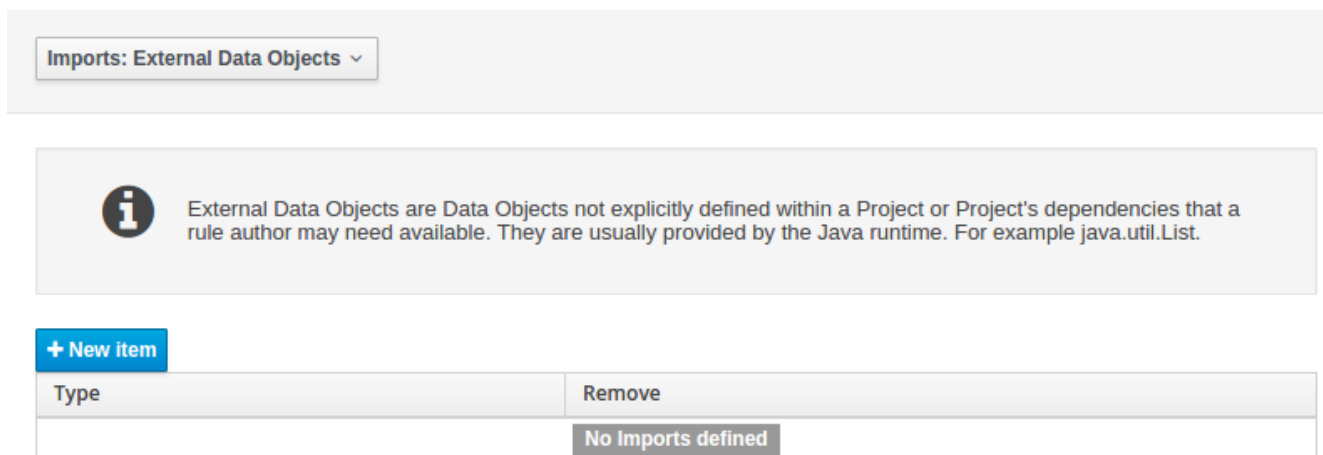 Imports: External Data Objects
External Data Objects are Data Objects not explicitly defined within a Project or Project's dependencies that a
rule author may need available. They are usually provided by the Java runtime. For example java.util.List.
+ New item
Type Remove
No Imports defined